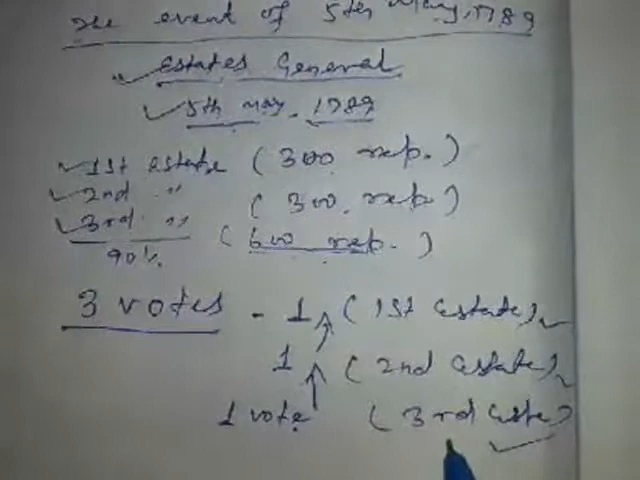 The event of 5th May, 1789
Estates General
5th May, 1789
1st Estate (300 rep.)
2nd " (300. rep.)
3rd " (600 rep.)
90%
3 votes - 1 (1st Estate)
1 (2nd Estate)
1 vote (3rd Este)